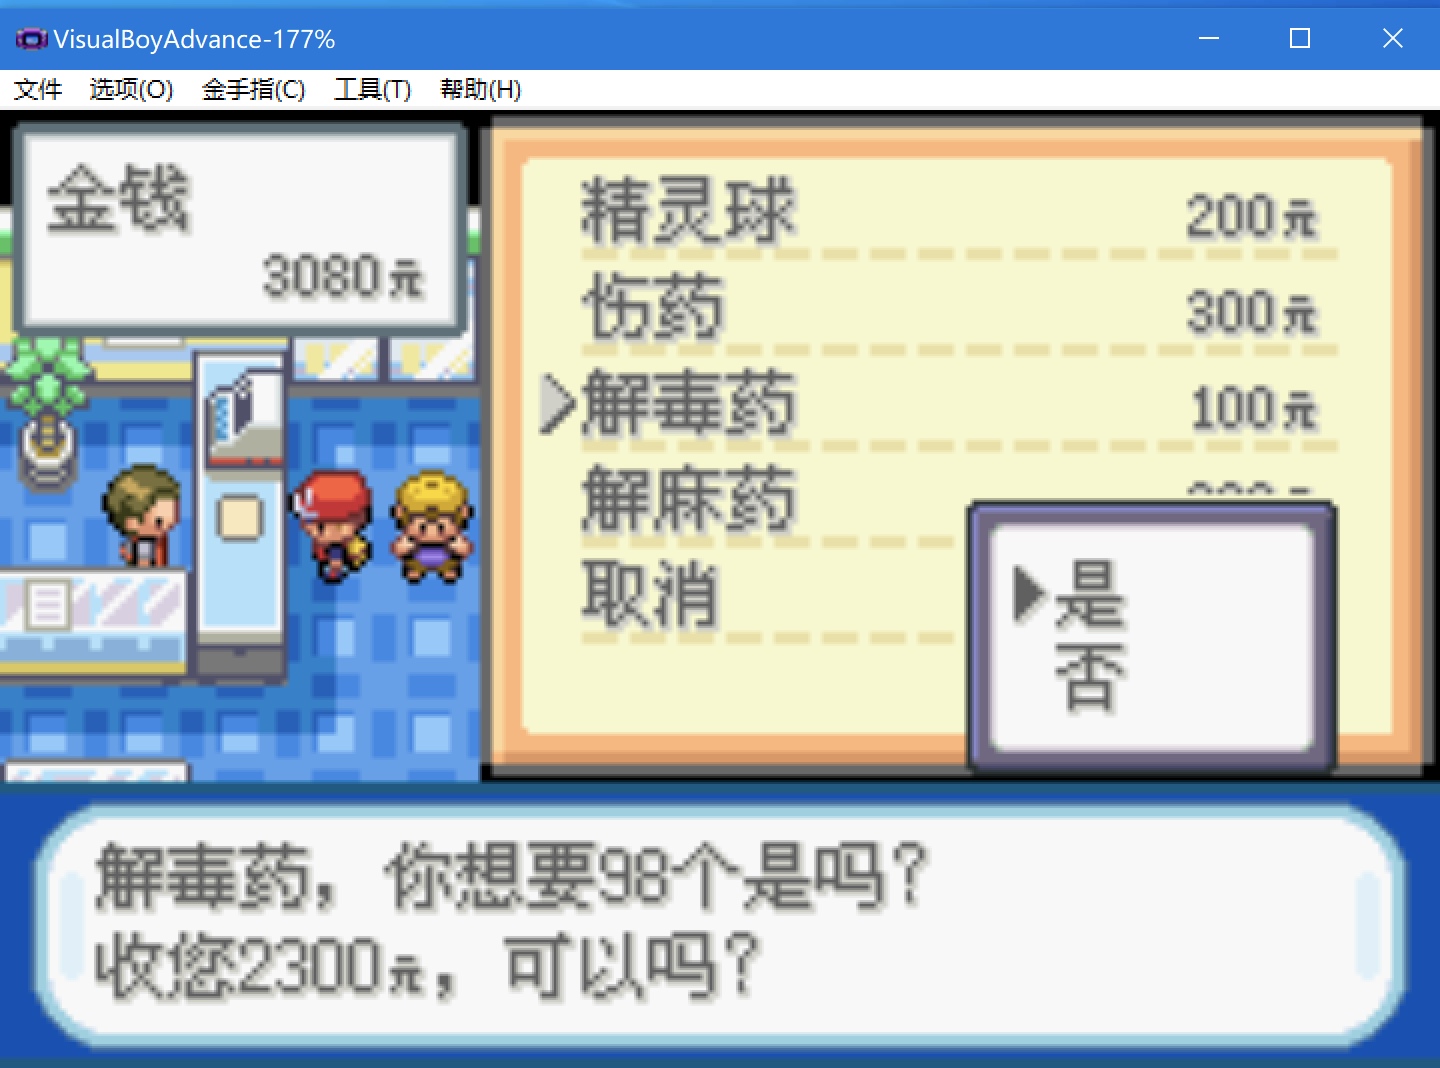 VisualBoyAdvance-177%
文件 选项(O) 金手指(C) 工具(T) 帮助(H)
金钱
3080元
精灵球 200元
伤药 300元
解毒药 100元
解麻药
取消
是
否
解毒药，你想要98个是吗？
收您2300元，可以吗？